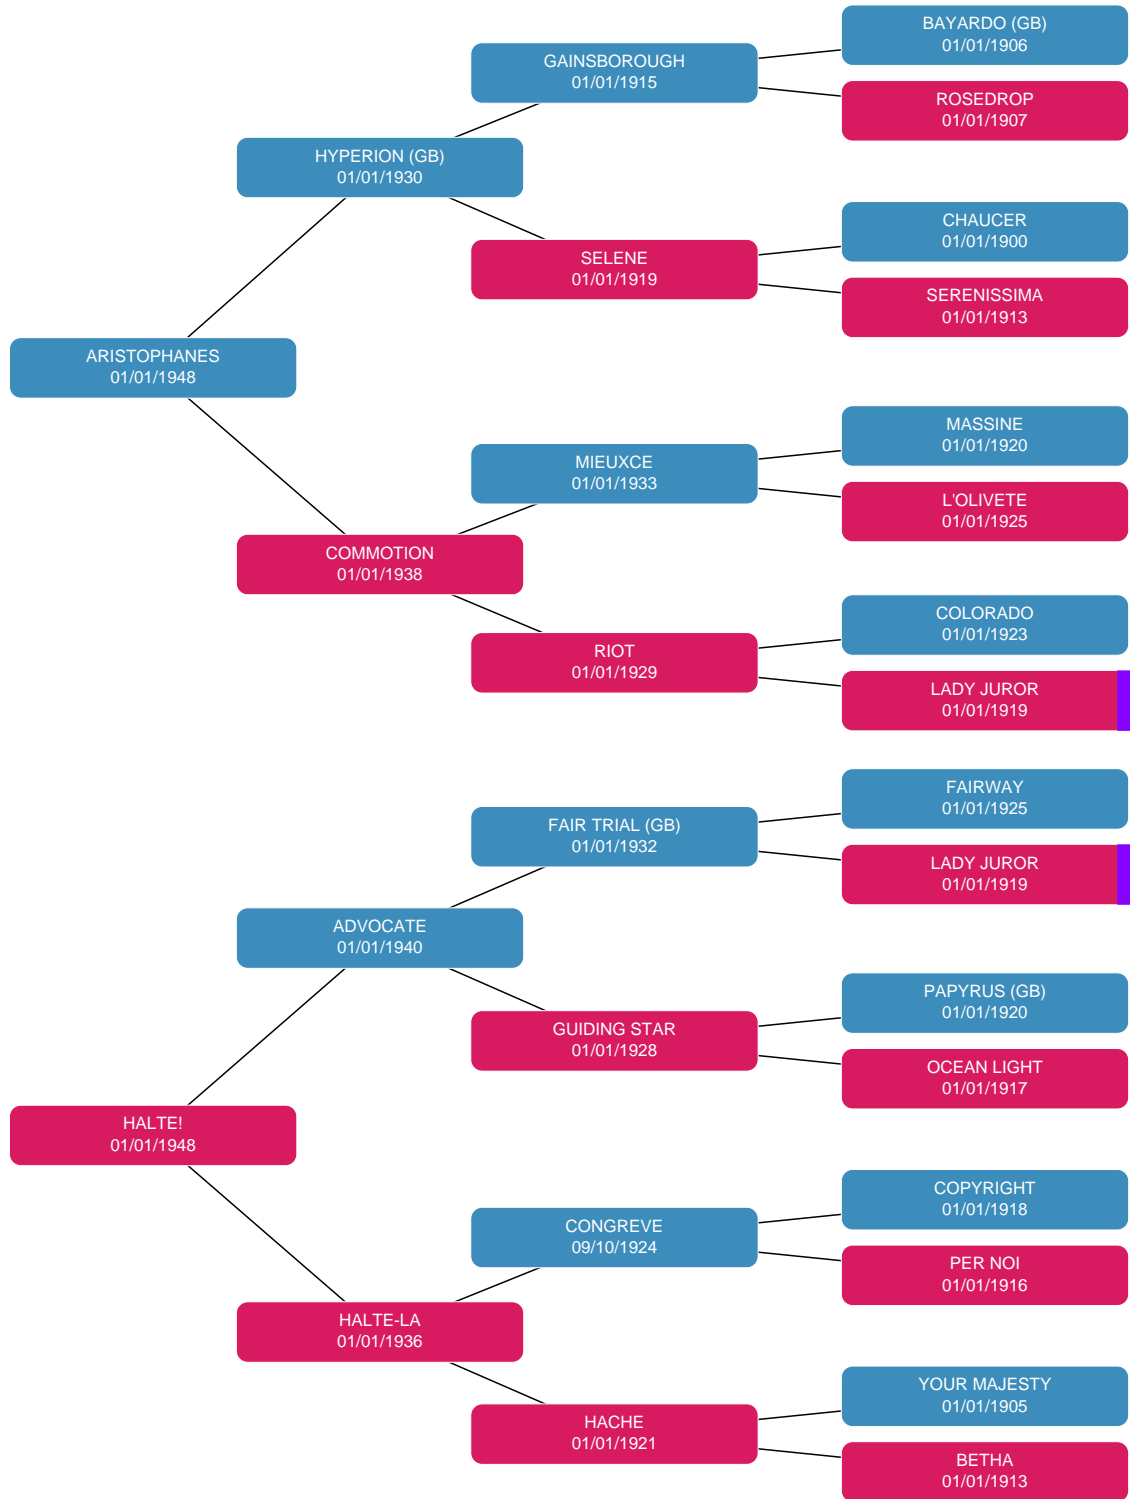 BAYARDO (GB)
01/01/1906
GAINSBOROUGH
01/01/1915
ROSEDROP
01/01/1907
HYPERION (GB)
01/01/1930
CHAUCER
01/01/1900
SELENE
01/01/1919
SERENISSIMA
01/01/1913
ARISTOPHANES
01/01/1948
MASSINE
01/01/1920
MIEUXCE
01/01/1933
L'OLIVETE
01/01/1925
COMMOTION
01/01/1938
COLORADO
01/01/1923
RIOT
01/01/1929
LADY JUROR
01/01/1919
FAIRWAY
01/01/1925
FAIR TRIAL (GB)
01/01/1932
LADY JUROR
01/01/1919
ADVOCATE
01/01/1940
PAPYRUS (GB)
01/01/1920
GUIDING STAR
01/01/1928
OCEAN LIGHT
01/01/1917
HALTE!
01/01/1948
COPYRIGHT
01/01/1918
CONGREVE
09/10/1924
PER NOI
01/01/1916
HALTE-LA
01/01/1936
YOUR MAJESTY
01/01/1905
HACHE
01/01/1921
BETHA
01/01/1913